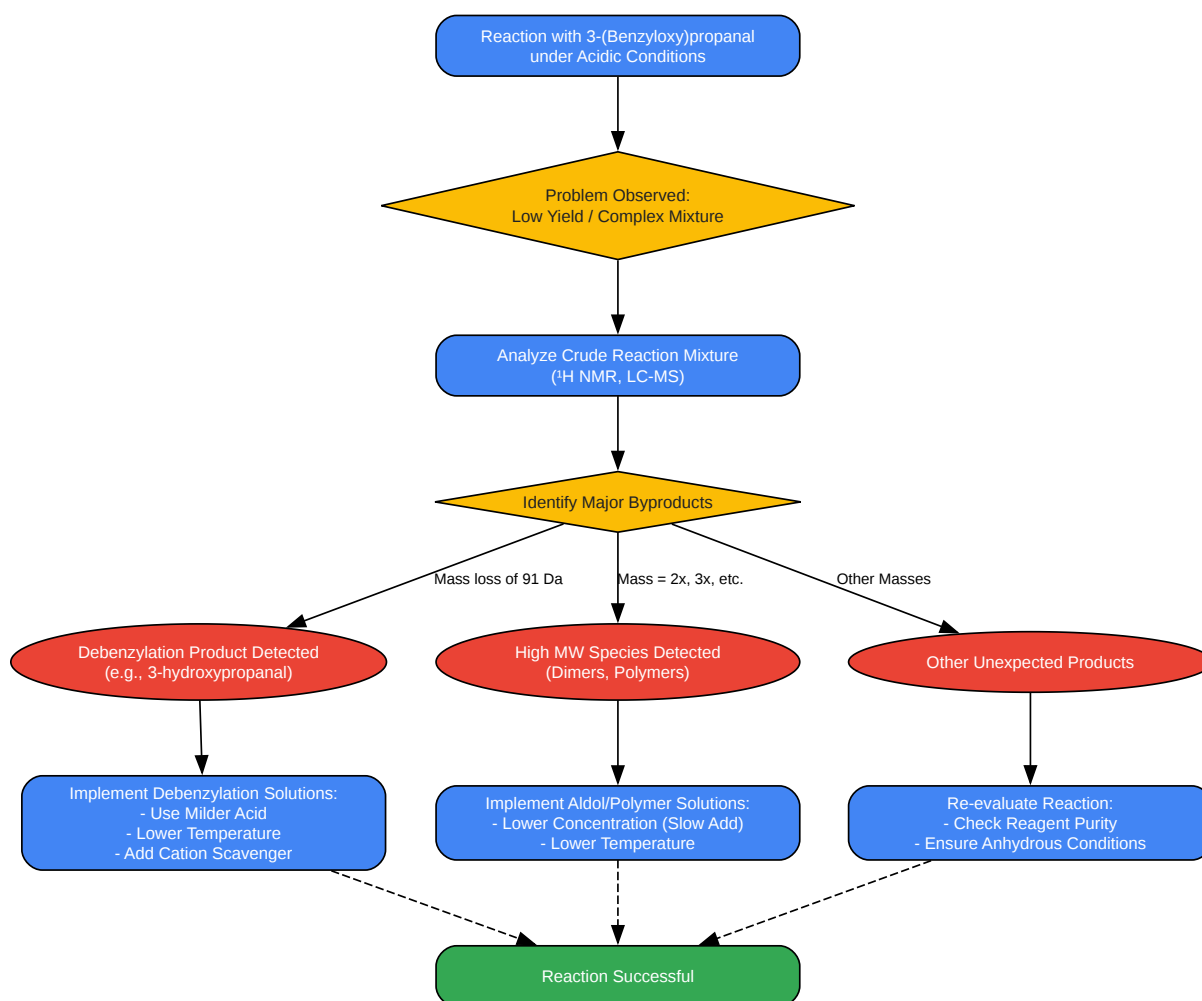 Reaction with 3-(Benzyloxy)propanal
under Acidic Conditions
Problem Observed:
Low Yield / Complex Mixture
Analyze Crude Reaction Mixture
(¹H NMR, LC-MS)
Identify Major Byproducts
Mass loss of 91 Da
Mass = 2x, 3x, etc.
Other Masses
Debenzylation Product Detected
(e.g., 3-hydroxypropanal)
High MW Species Detected
(Dimers, Polymers)
Other Unexpected Products
Implement Debenzylation Solutions:
- Use Milder Acid
- Lower Temperature
- Add Cation Scavenger
Implement Aldol/Polymer Solutions:
- Lower Concentration (Slow Add)
- Lower Temperature
Re-evaluate Reaction:
- Check Reagent Purity
- Ensure Anhydrous Conditions
Reaction Successful